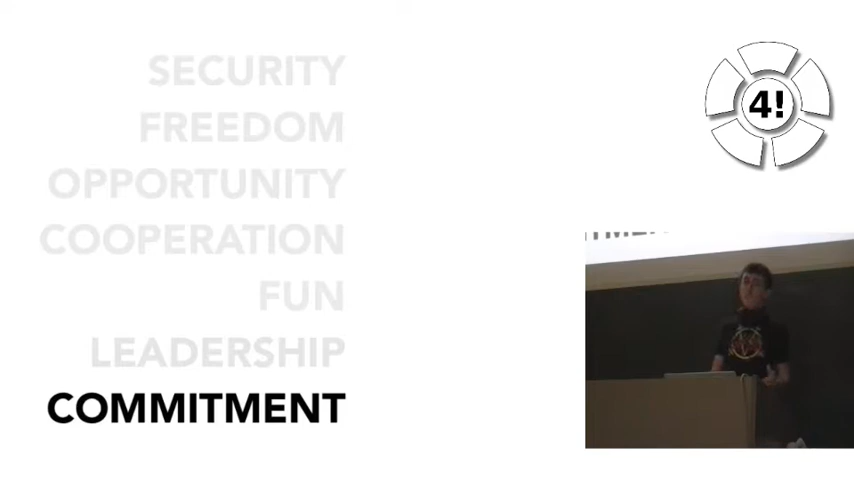 SECURITY
FREEDOM
OPPORTUNITY
COOPERATION
FUN
LEADERSHIP
COMMITMENT
4!